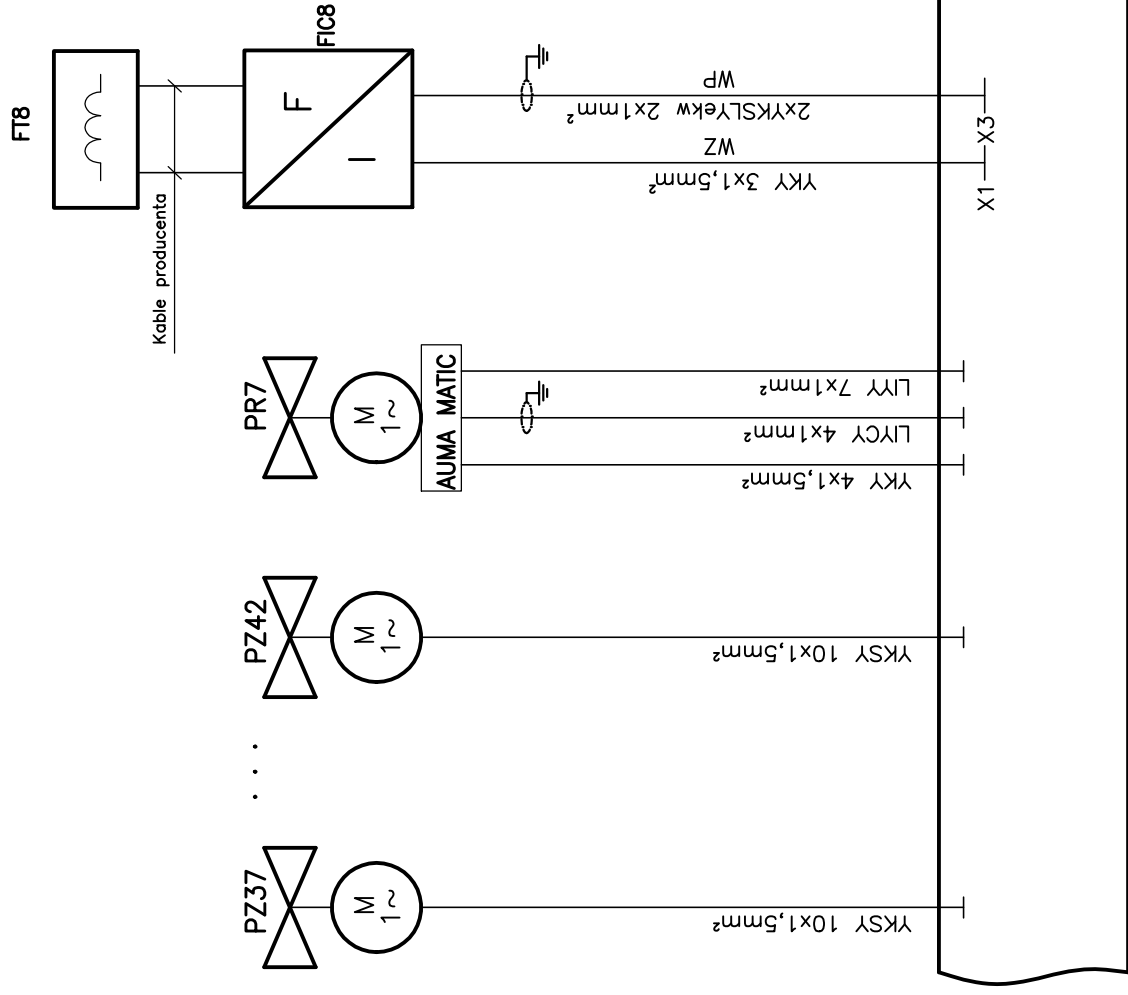 FT8
Kable producenta
FIC8
F
I
WP
2xYKSLYekw 2x1mm²
WZ
YKY 3x1,5mm²
X1
X3
PR7
M
1~
AUMA MATIC
LIYY 7x1mm²
LIYCY 4x1mm²
YKY 4x1,5mm²
PZ42
M
1~
YKSY 10x1,5mm²
. . .
PZ37
M
1~
YKSY 10x1,5mm²